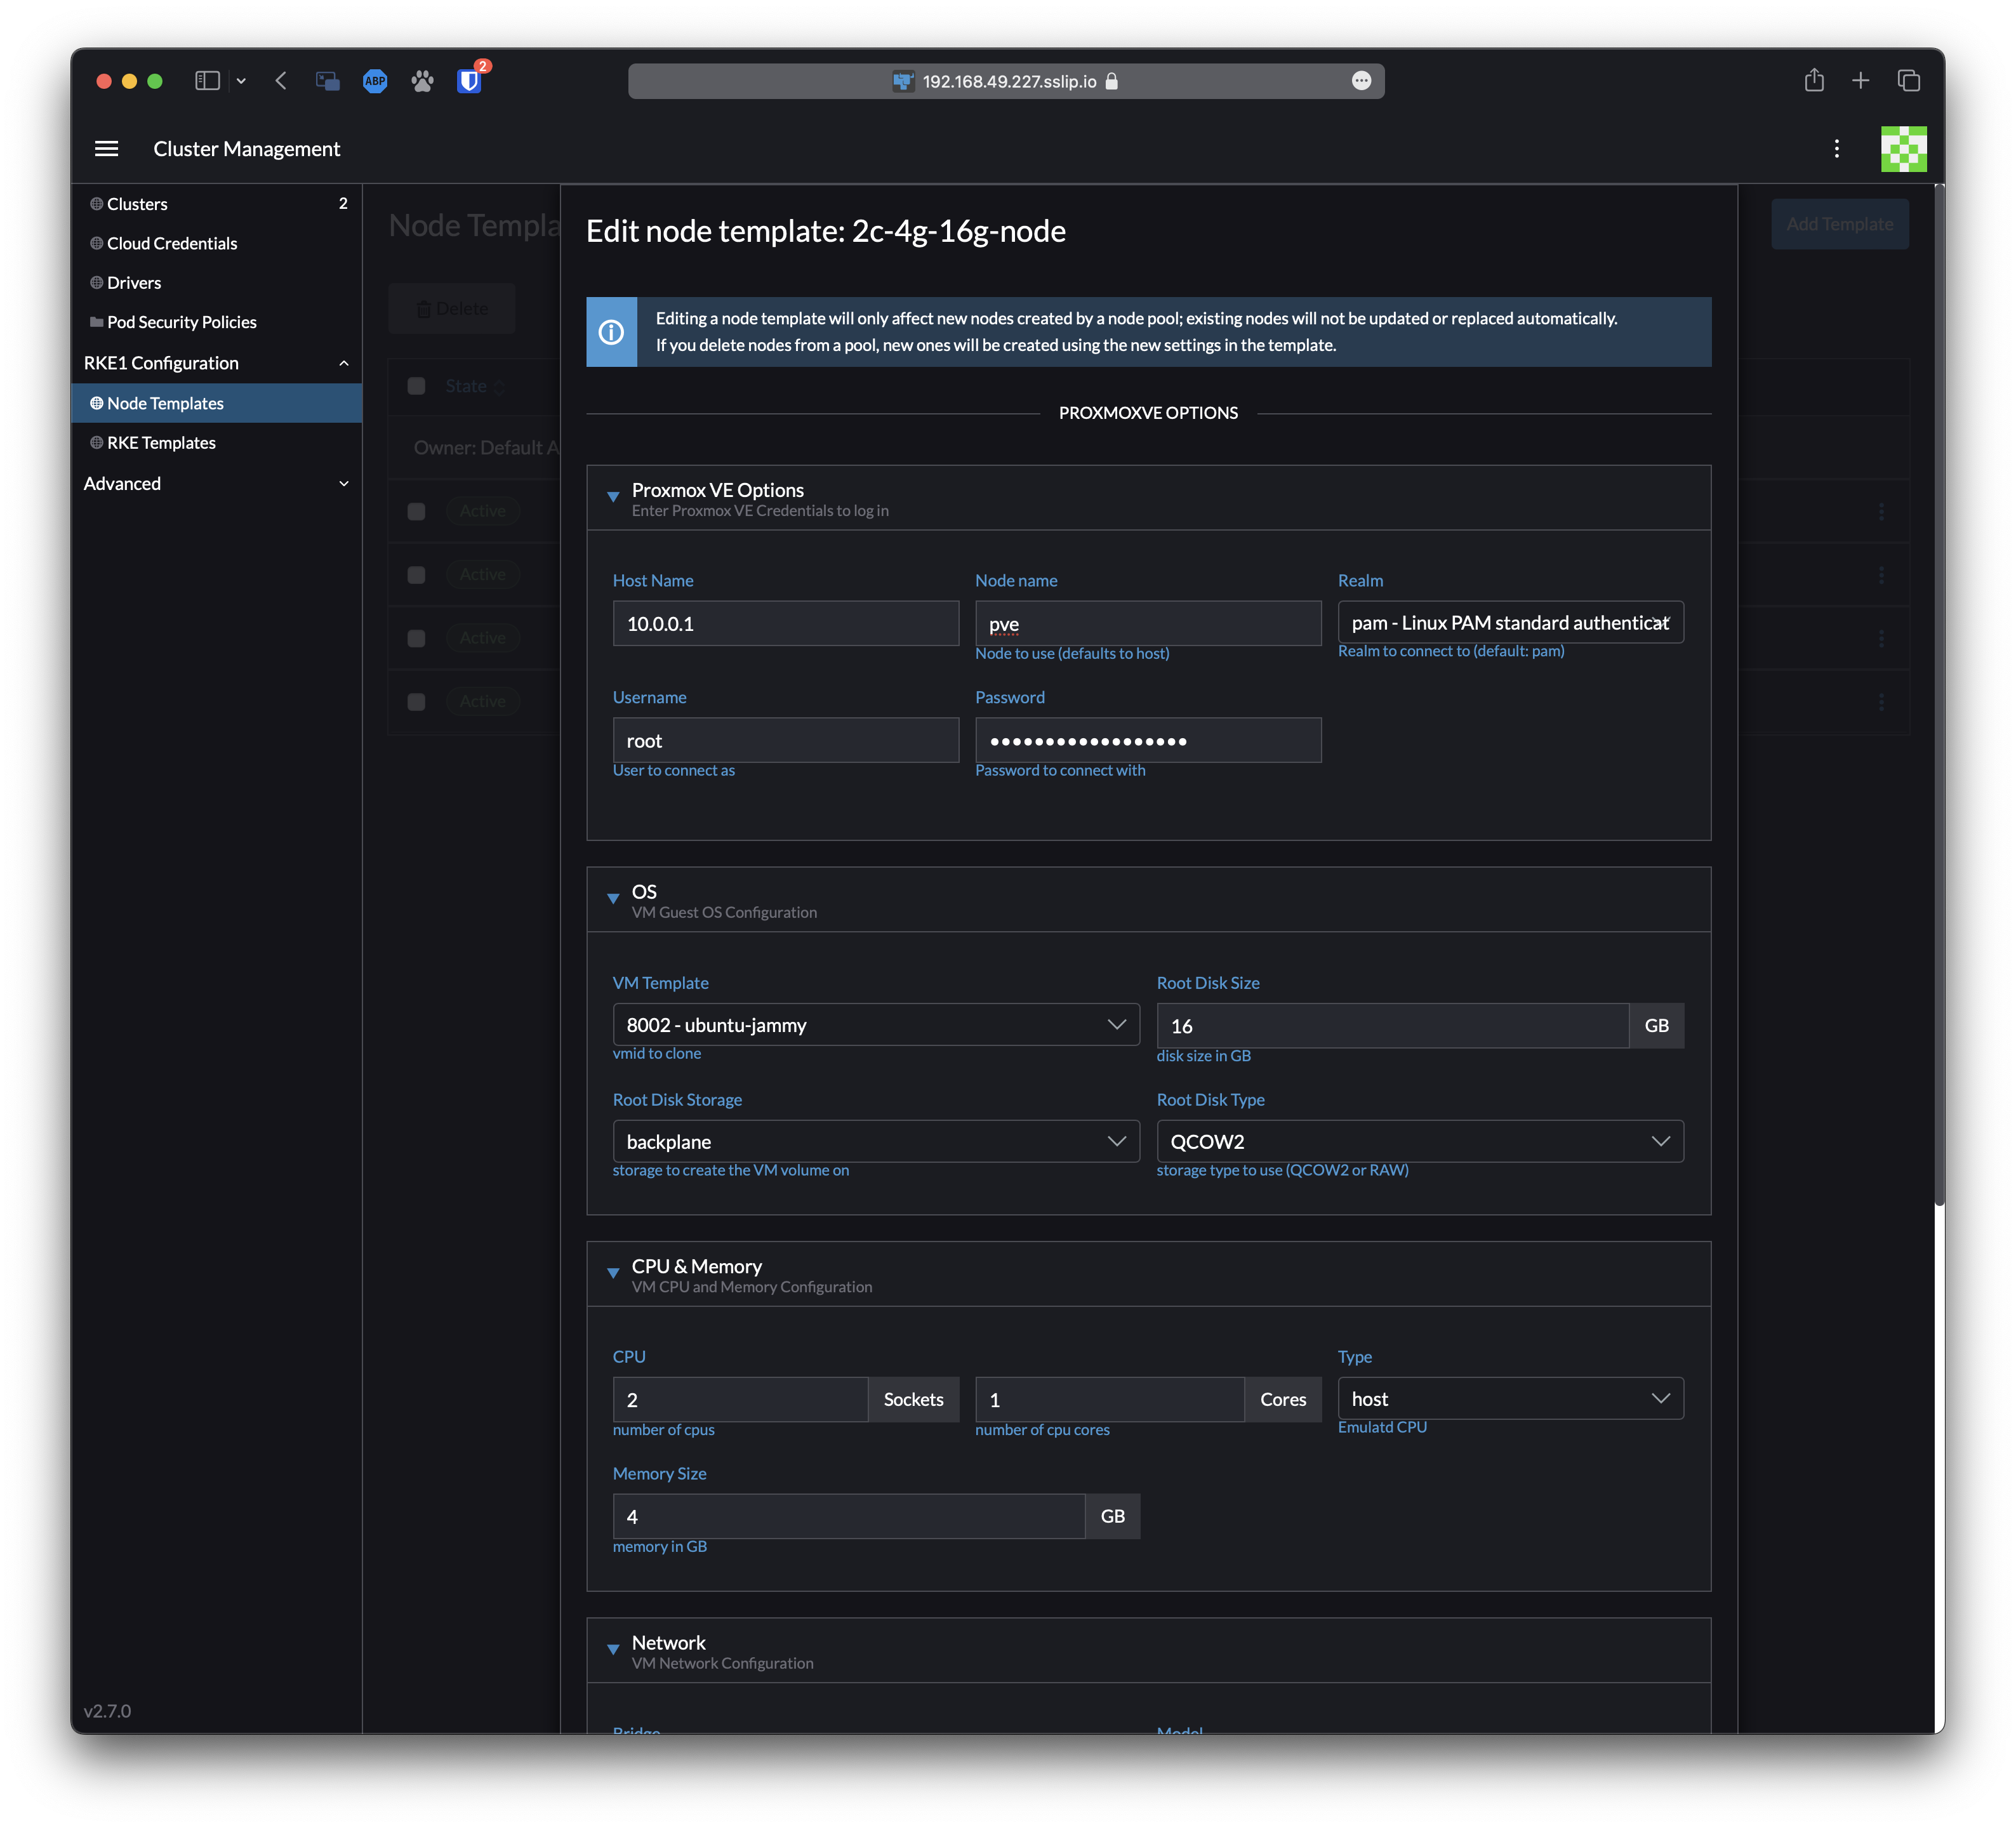 ABP
2
192.168.49.227.sslip.io
Cluster Management
Clusters 2
Cloud Credentials
Drivers
Pod Security Policies
RKE1 Configuration
Node Templates
RKE Templates
Advanced
v2.7.0
Node Templa
Add Template
Delete
State
Owner: Default A
Active
Active
Active
Active
Edit node template: 2c-4g-16g-node
Editing a node template will only affect new nodes created by a node pool; existing nodes will not be updated or replaced automatically.
If you delete nodes from a pool, new ones will be created using the new settings in the template.
PROXMOXVE OPTIONS
Proxmox VE Options
Enter Proxmox VE Credentials to log in
Host Name Node name Realm
10.0.0.1 pve pam - Linux PAM standard authenticat
Node to use (defaults to host) Realm to connect to (default: pam)
Username Password
root •••••••••••••••••••
User to connect as Password to connect with
OS
VM Guest OS Configuration
VM Template Root Disk Size
8002 - ubuntu-jammy 16 GB
vmid to clone disk size in GB
Root Disk Storage Root Disk Type
backplane QCOW2
storage to create the VM volume on storage type to use (QCOW2 or RAW)
CPU & Memory
VM CPU and Memory Configuration
CPU Type
2 Sockets 1 Cores host
number of cpus number of cpu cores Emulatd CPU
Memory Size
4 GB
memory in GB
Network
VM Network Configuration
Bridge Model